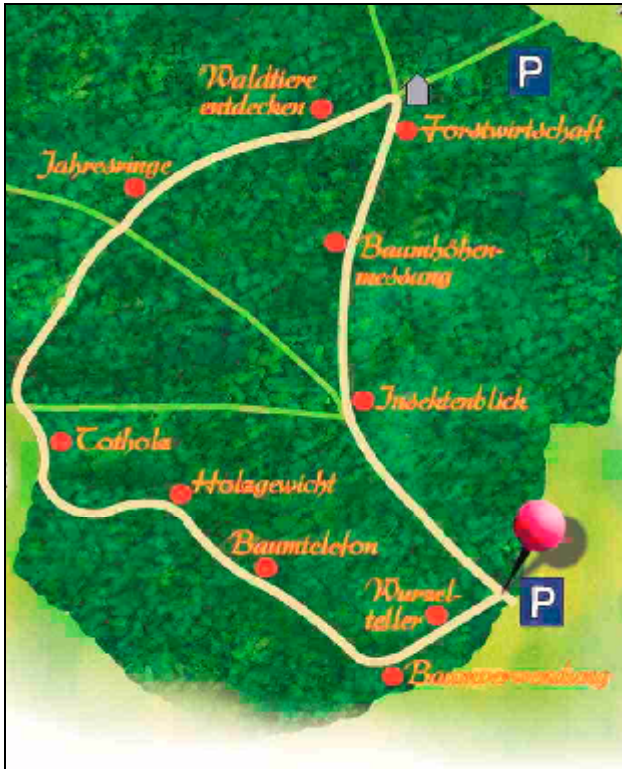 P
Waldtiere
entdecken
Forstwirtschaft
Jahresringe
Baumhöhen-
messung
Insektenblick
Totholz
Holzgewicht
Baumtelefon
Wurzel-
teller
P
Baumverwendung